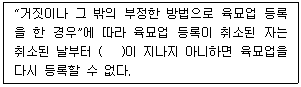 “거짓이나 그 밖의 부정한 방법으로 육묘업 등록
을 한 경우”에 따라 육묘업 등록이 취소된 자는
취소된 날부터 (   )이 지나지 아니하면 육묘업을
다시 등록할 수 없다.